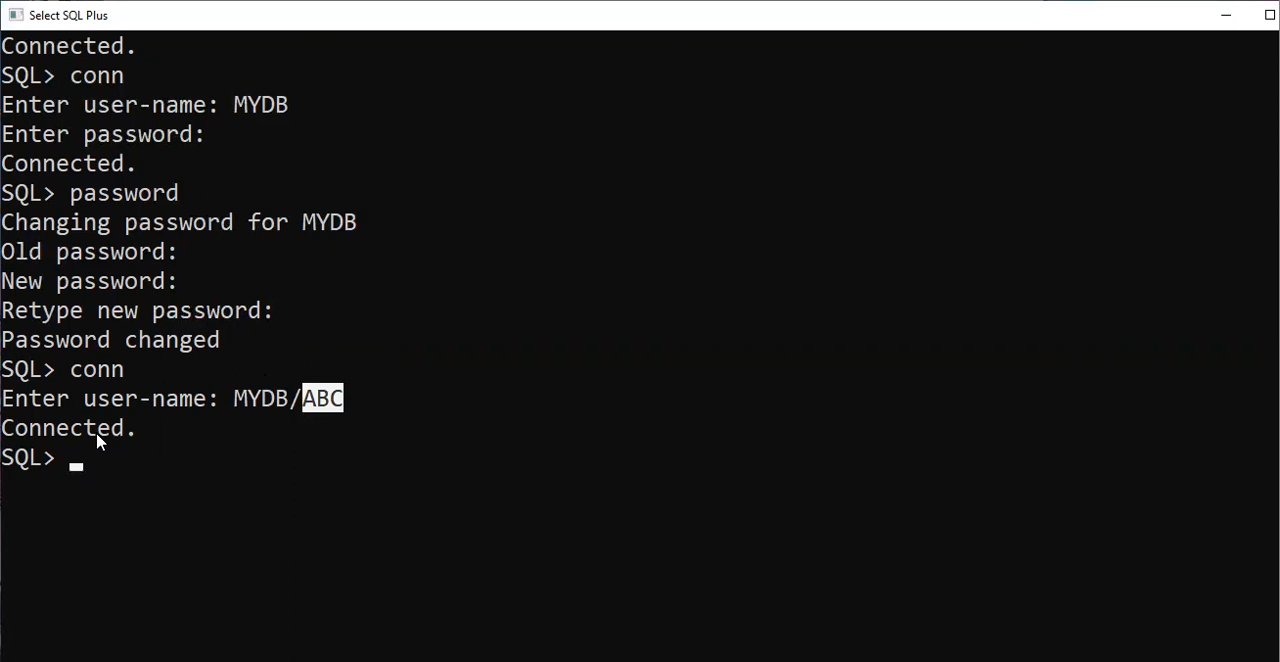 Select SQL Plus
Connected.
SQL> conn
Enter user-name: MYDB
Enter password:
Connected.
SQL> password
Changing password for MYDB
Old password:
New password:
Retype new password:
Password changed
SQL> conn
Enter user-name: MYDB/ABC
Connected.
SQL>